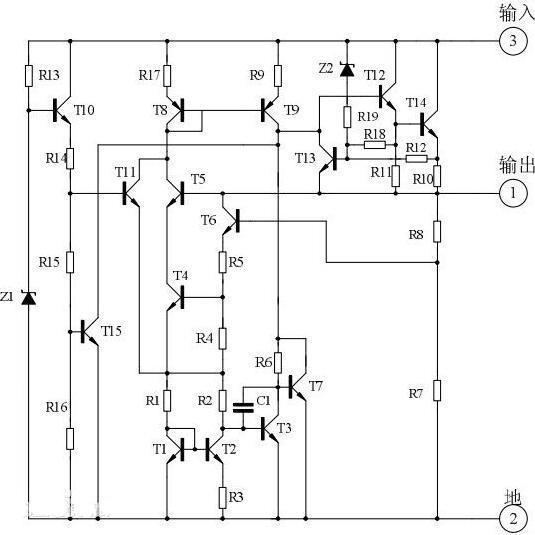 输入
3
R13
R17
R9
Z2
T12
T10
T8
T9
R19
T14
R18
R14
T13
R12
T11
T5
R11
R10
输出
1
T6
R8
R15
R5
T4
Z1
T15
R4
R6
T7
R7
R1
R2
C1
R16
T3
T1
T2
R3
地
2